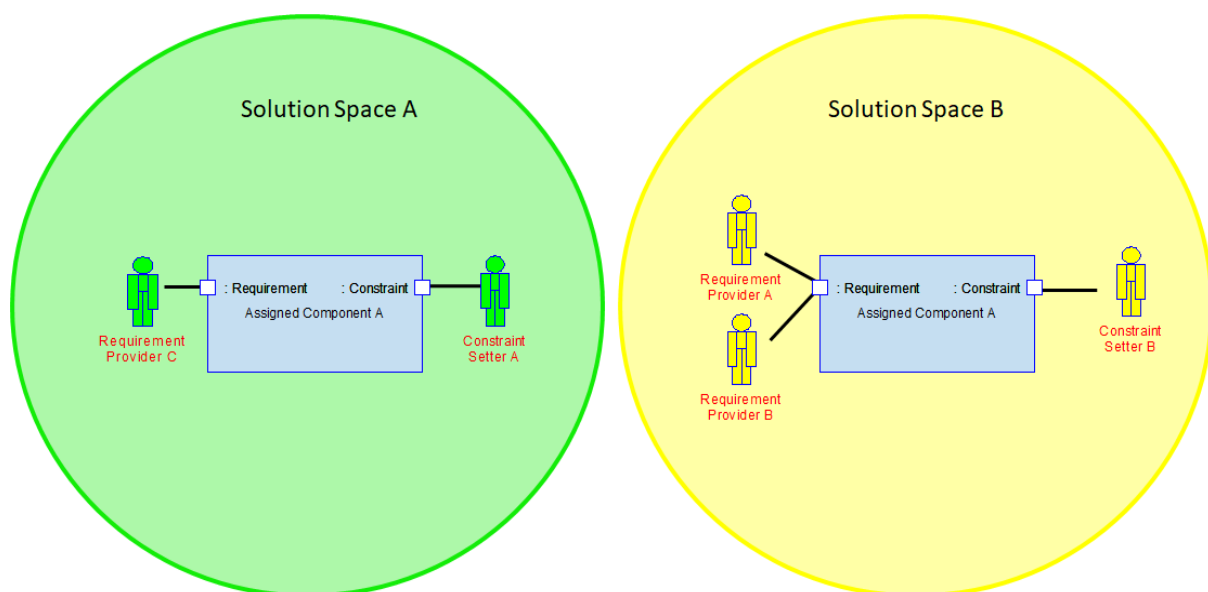 Solution Space A
: Requirement : Constraint
Assigned Component A
Requirement
Provider C
Constraint
Setter A
Solution Space B
Requirement
Provider A
: Requirement : Constraint
Assigned Component A
Constraint
Setter B
Requirement
Provider B